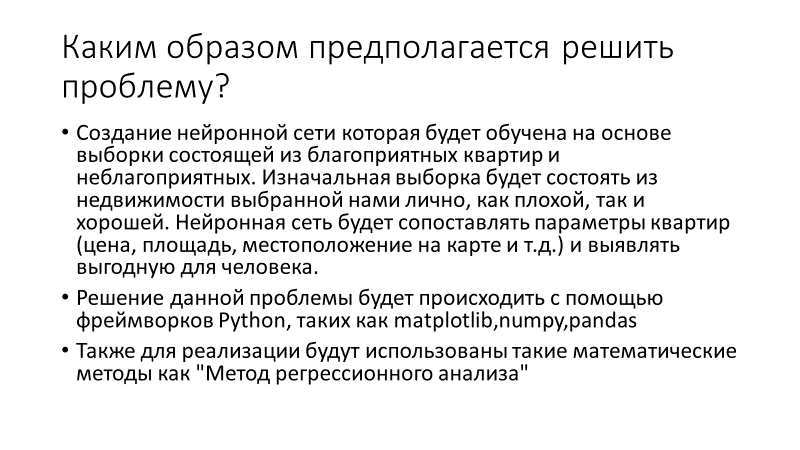 Каким образом предполагается решить
проблему?
• Создание нейронной сети которая будет обучена на основе
выборки состоящей из благоприятных квартир и
неблагоприятных. Изначальная выборка будет состоять из
недвижимости выбранной нами лично, как плохой, так и
хорошей. Нейронная сеть будет сопоставлять параметры квартир
(цена, площадь, местоположение на карте и т.д.) и выявлять
выгодную для человека.
• Решение данной проблемы будет происходить с помощью
фреймворков Python, таких как matplotlib,numpy,pandas
• Также для реализации будут использованы такие математические
методы как "Метод регрессионного анализа"